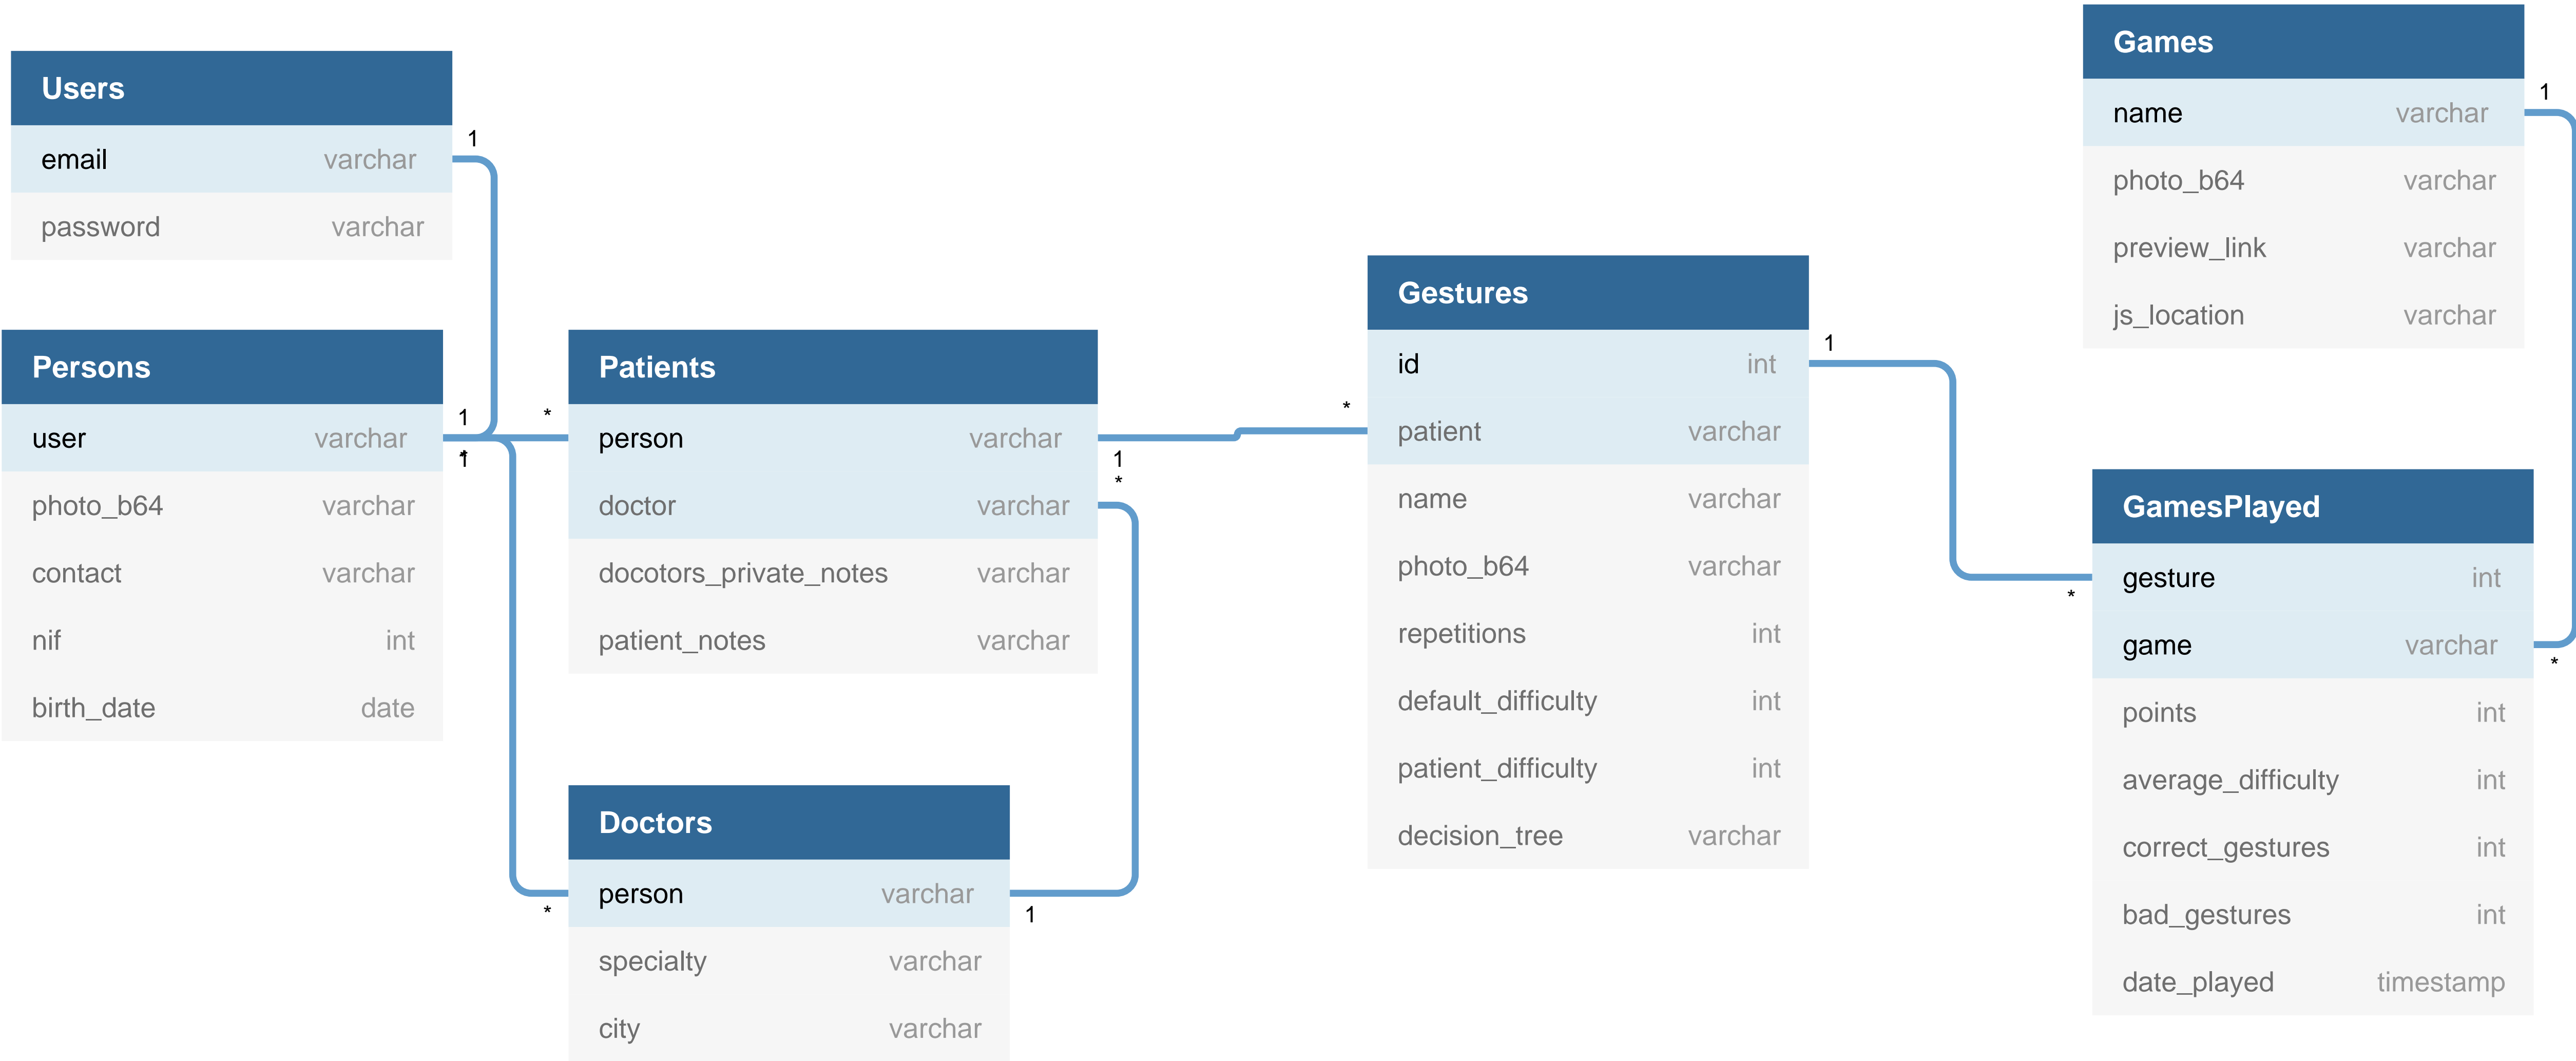 Users
email varchar
password varchar
Persons
user varchar
photo_b64 varchar
contact varchar
nif int
birth_date date
Patients
person varchar
doctor varchar
docotors_private_notes varchar
patient_notes varchar
Doctors
person varchar
specialty varchar
city varchar
Gestures
id int
patient varchar
name varchar
photo_b64 varchar
repetitions int
default_difficulty int
patient_difficulty int
decision_tree varchar
Games
name varchar
photo_b64 varchar
preview_link varchar
js_location varchar
GamesPlayed
gesture int
game varchar
points int
average_difficulty int
correct_gestures int
bad_gestures int
date_played timestamp
1
1
*
1
*
*
1
*
1
*
1
*
1
*